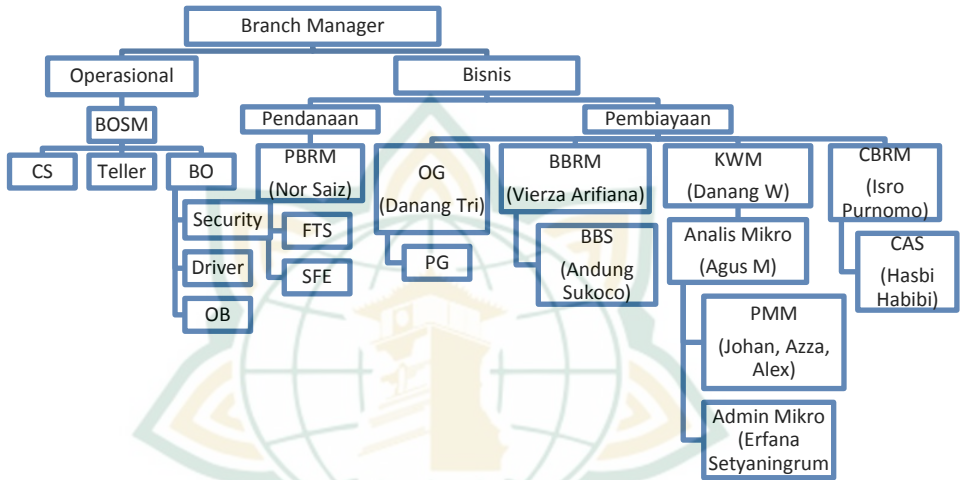 Branch Manager
Operasional
Bisnis
BOSM
Pendanaan
Pembiayaan
CS
Teller
BO
PBRM
(Nor Saiz)
OG
(Danang Tri)
BBRM
(Vierza Arifiana)
KWM
(Danang W)
CBRM
(Isro
Purnomo)
Security
Driver
OB
FTS
SFE
PG
BBS
(Andung
Sukoco)
Analis Mikro
(Agus M)
CAS
(Hasbi
Habibi)
PMM
(Johan, Azza,
Alex)
Admin Mikro
(Erfana
Setyaningrum